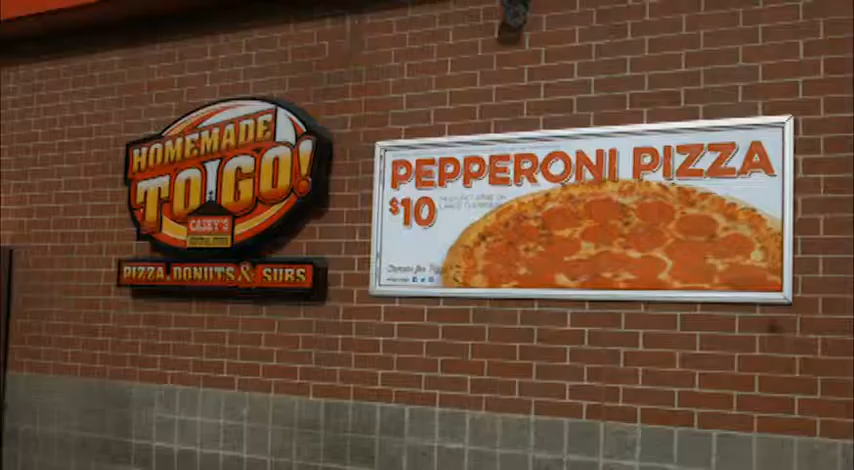 HOMEMADE
TO GO!
CASEY'S
PIZZA, DONUTS & SUBS
PEPPERONI PIZZA
$10